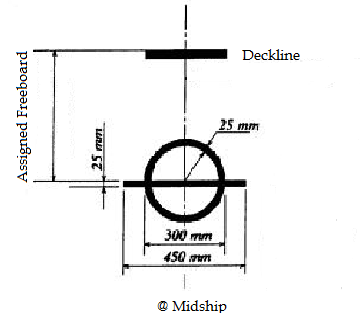 Deckline
Assigned Freeboard
25 mm
25 mm
300 mm
450 mm
@ Midship